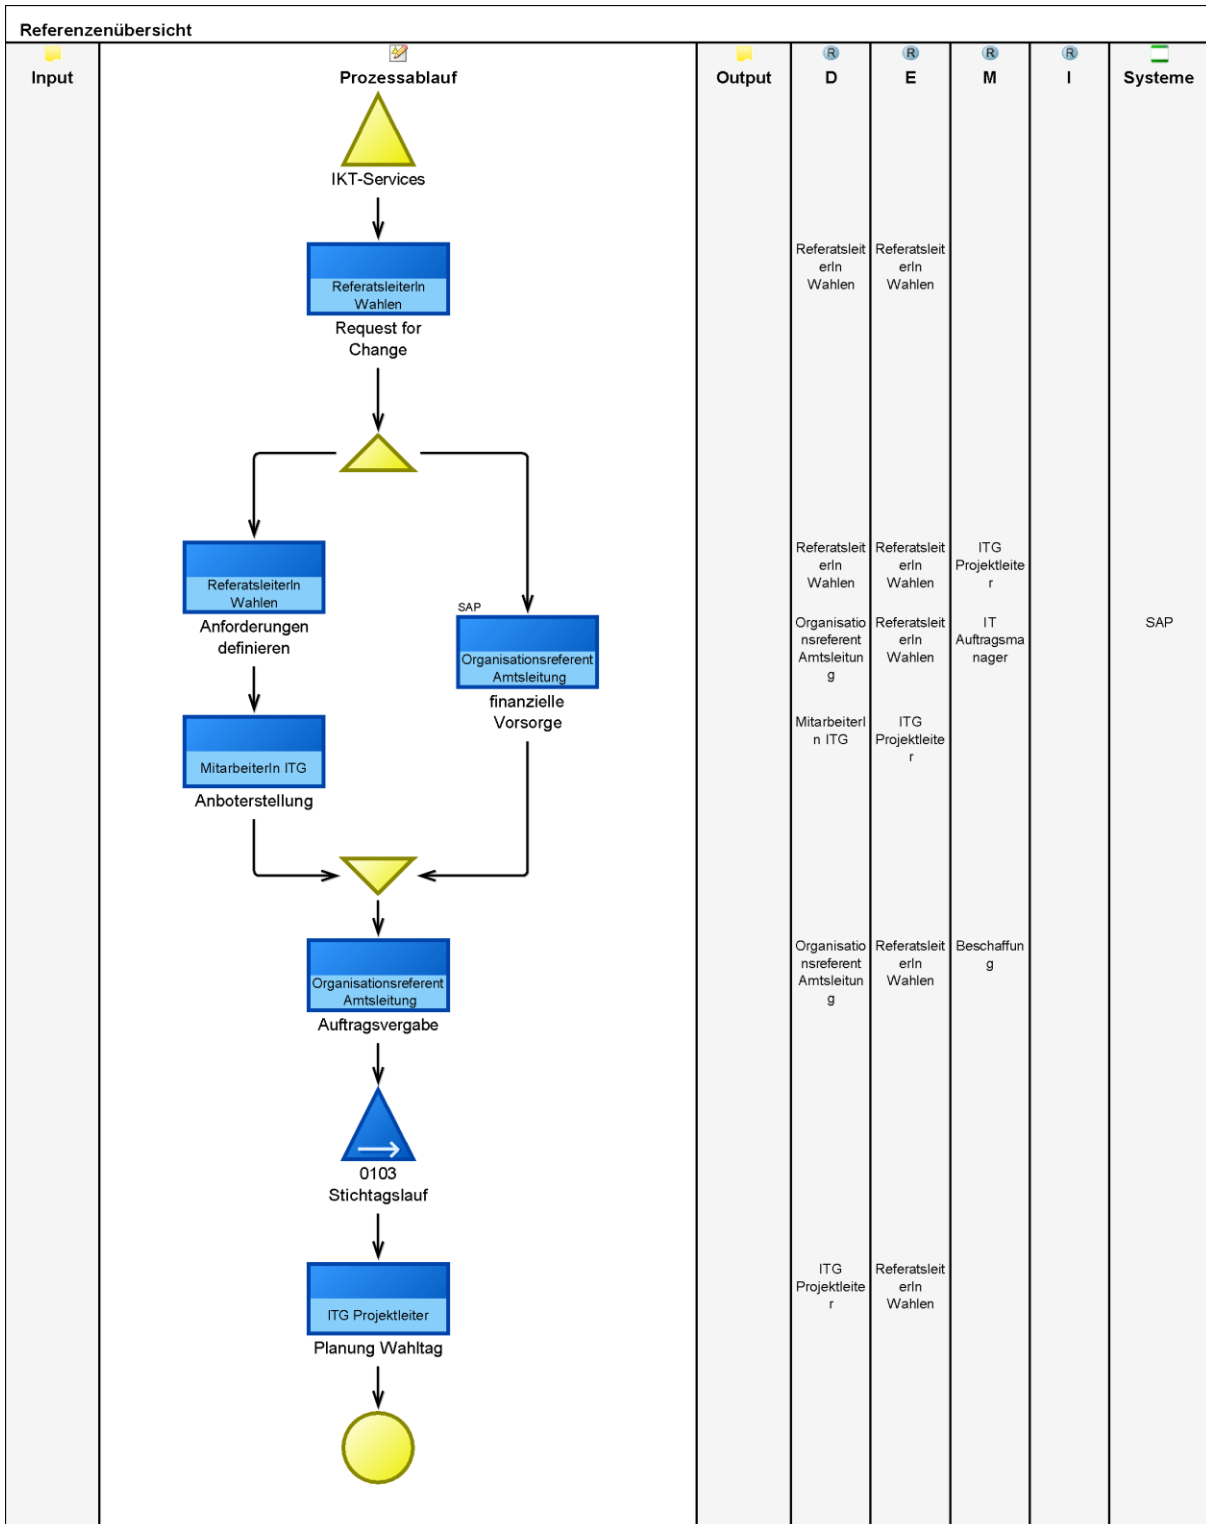 Referenzenübersicht
Input
Prozessablauf
Output
R
D
R
E
R
M
R
I
Systeme
IKT-Services
ReferatsleiterIn
Wahlen
Request for
Change
ReferatsleiterIn
Wahlen
Anforderungen
definieren
SAP
Organisationsreferent
Amtsleitung
finanzielle
Vorsorge
MitarbeiterIn ITG
Anboterstellung
Organisationsreferent
Amtsleitung
Auftragsvergabe
0103
Stichtagslauf
ITG Projektleiter
Planung Wahltag
Referatsleit
erIn
Wahlen
Referatsleit
erIn
Wahlen
Referatsleit
erIn
Wahlen
Referatsleit
erIn
Wahlen
ITG
Projektleite
r
Organisatio
nsreferent
Amtsleitun
g
Referatsleit
erIn
Wahlen
IT
Auftragsma
nager
SAP
MitarbeiterI
n ITG
ITG
Projektleite
r
Organisatio
nsreferent
Amtsleitun
g
Referatsleit
erIn
Wahlen
Beschaffun
g
ITG
Projektleite
r
Referatsleit
erIn
Wahlen